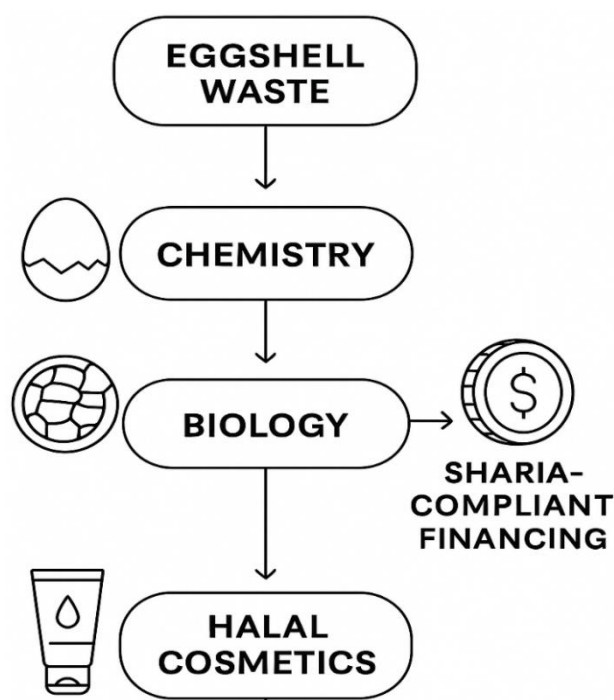 EGGSHELL
WASTE
CHEMISTRY
BIOLOGY
$
SHARIA-
COMPLIANT
FINANCING
HALAL
COSMETICS